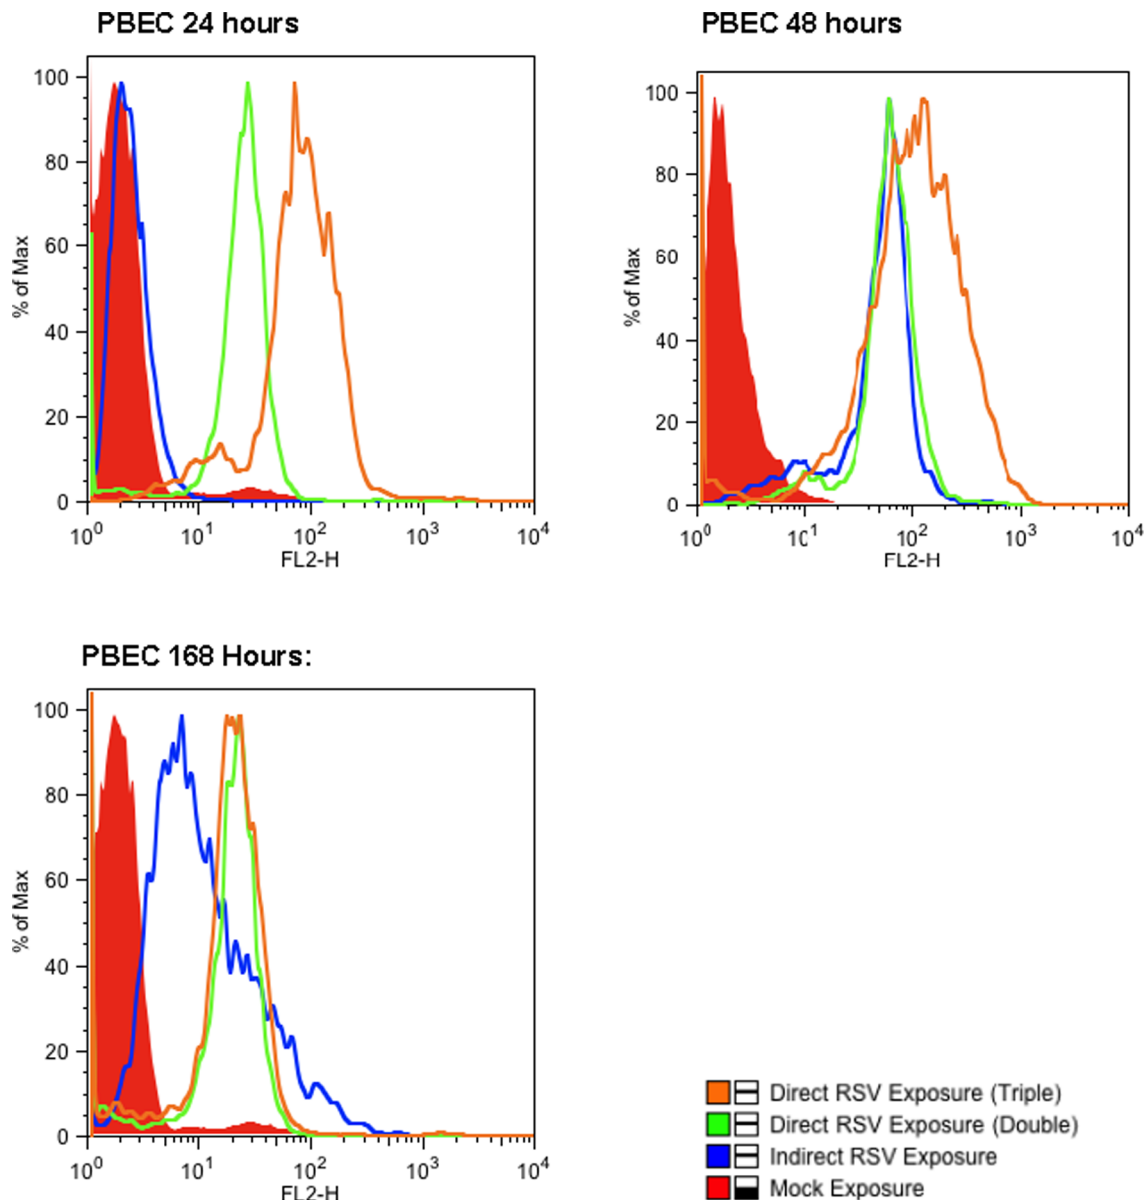 PBEC 24 hours
100
80
60
40
20
0
% of Max
10^0 10^1 10^2 10^3 10^4
FL2-H
PBEC 48 hours
100
80
60
40
20
0
% of Max
10^0 10^1 10^2 10^3 10^4
FL2-H
PBEC 168 Hours:
100
80
60
40
20
0
% of Max
10^0 10^1 10^2 10^3 10^4
FL2-H
Direct RSV Exposure (Triple)
Direct RSV Exposure (Double)
Indirect RSV Exposure
Mock Exposure